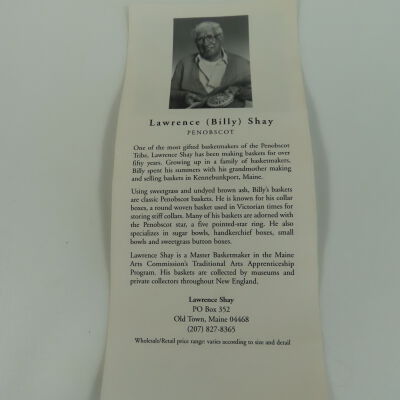 Lawrence (Billy) Shay
PENOBSCOT
One of the most gifted basketmakers of the Penobscot
Tribe, Lawrence Shay has been making baskets for over
fifty years. Growing up in a family of basketmakers,
Billy spent his summers with his grandmother making
and selling baskets in Kennebunkport, Maine.
Using sweetgrass and undyed brown ash, Billy's baskets
are classic Penobscot baskets. He is known for his collar
boxes, a round woven basket used in Victorian times for
storing stiff collars. Many of his baskets are adorned with
the Penobscot star, a five pointed-star ring. He also
specializes in sugar bowls, handkerchief boxes, small
bowls and sweetgrass button boxes.
Lawrence Shay is a Master Basketmaker in the Maine
Arts Commission's Traditional Arts Apprenticeship
Program. His baskets are collected by museums and
private collectors throughout New England.
Lawrence Shay
PO Box 352
Old Town, Maine 04468
(207) 827-8365
Wholesale/Retail price range: varies according to size and detail